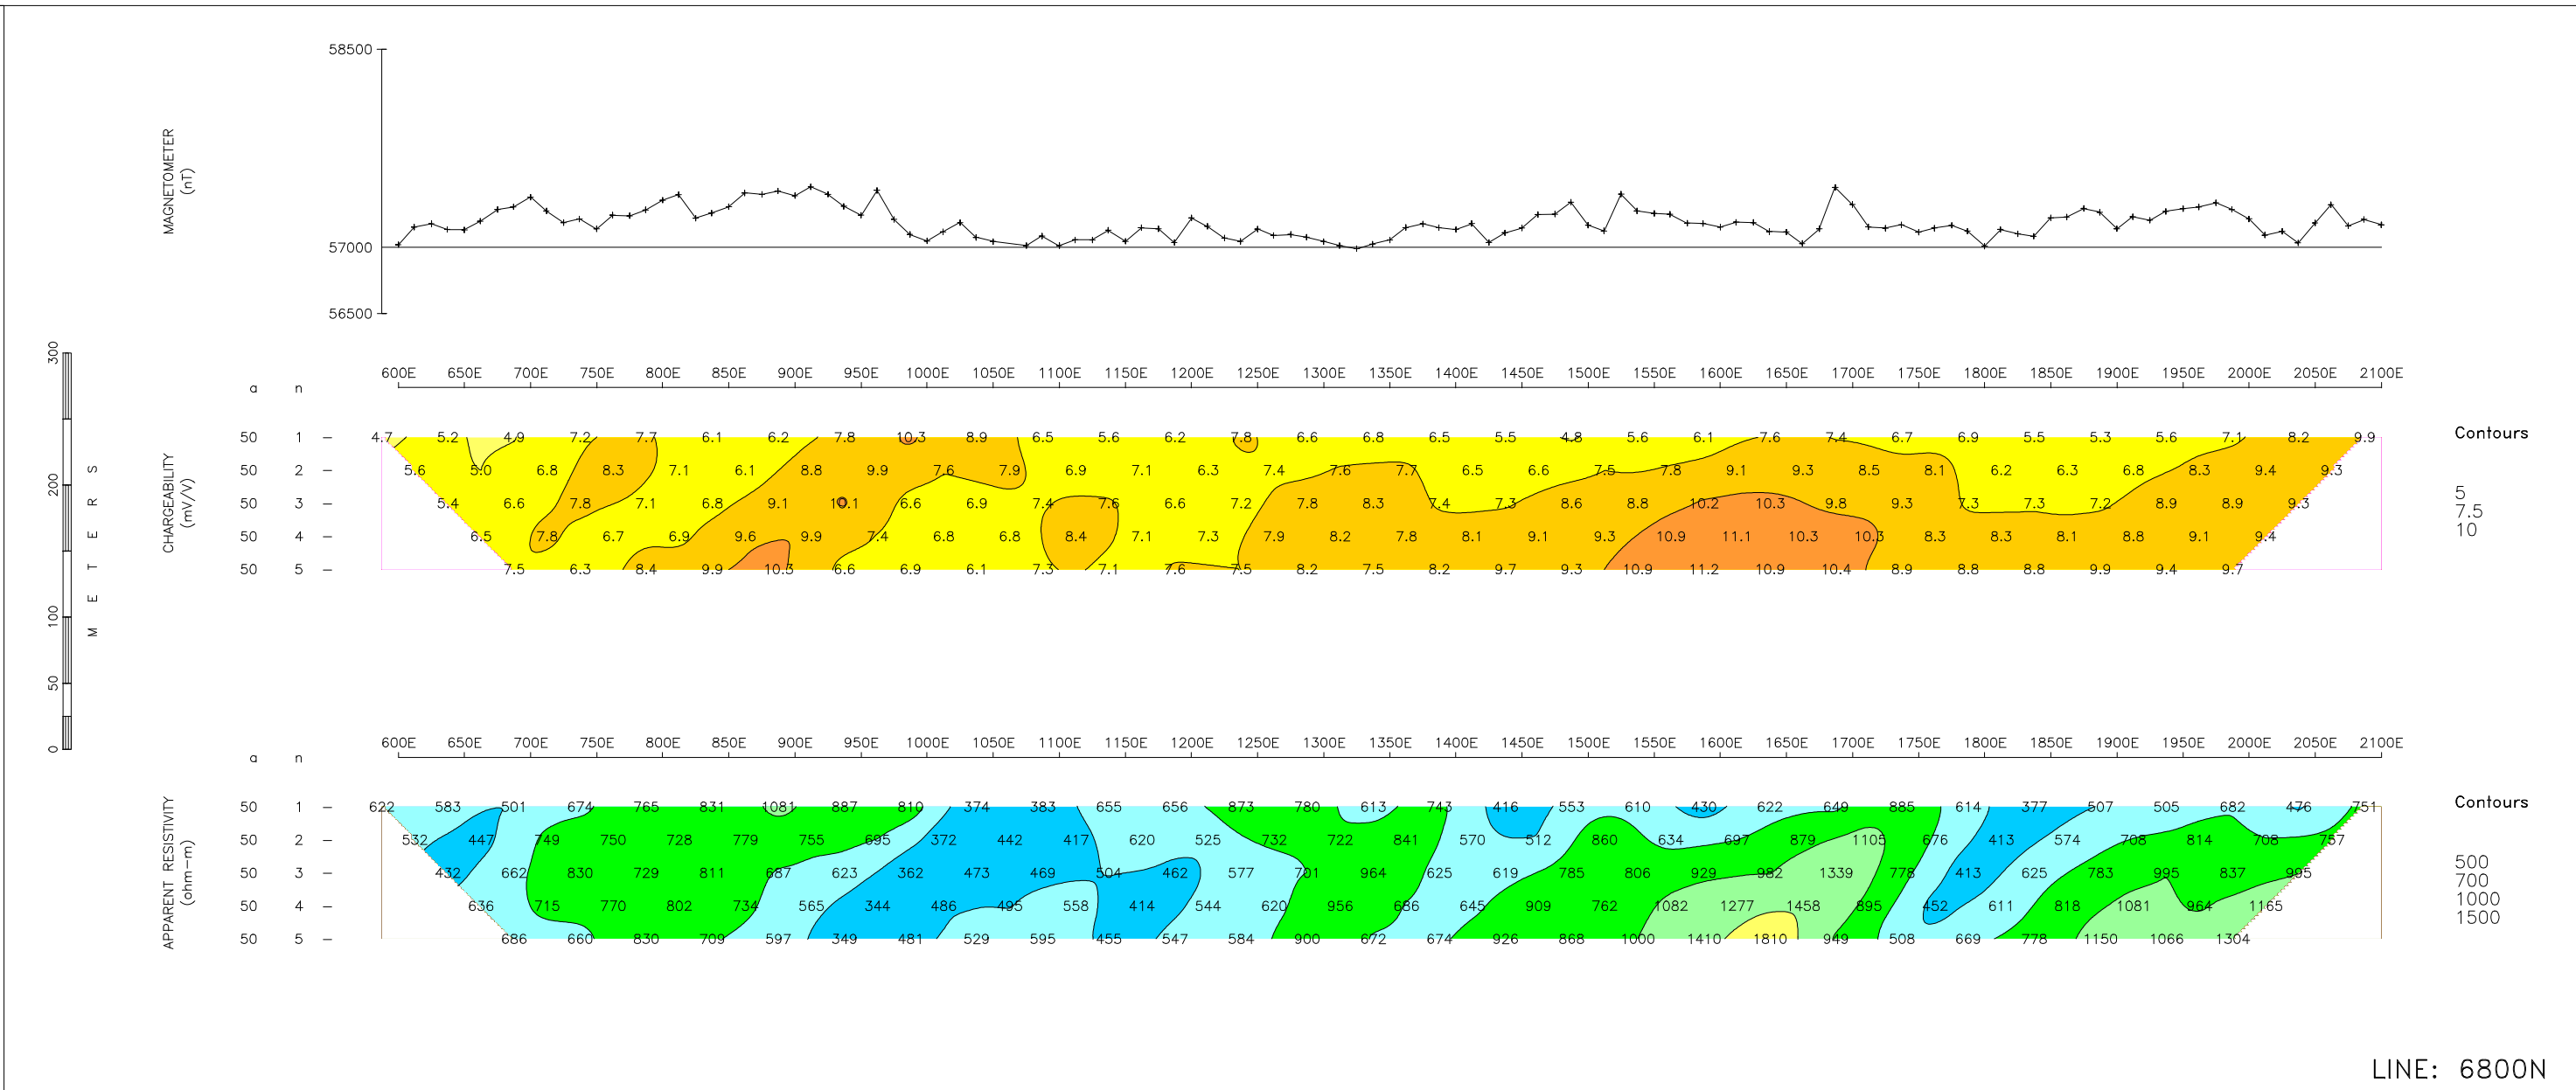 58500
MAGNETOMETER
(nT)
57000
56500
300
200
100
50
0
M E T E R S
600E 650E 700E 750E 800E 850E 900E 950E 1000E 1050E 1100E 1150E 1200E 1250E 1300E 1350E 1400E 1450E 1500E 1550E 1600E 1650E 1700E 1750E 1800E 1850E 1900E 1950E 2000E 2050E 2100E
a n
CHARGEABILITY
(mV/V)
50 1 – 4.7 5.2 4.9 7.2 7.7 6.1 6.2 7.8 10.3 8.9 6.5 5.6 6.2 7.8 6.6 6.8 6.5 5.5 4.8 5.6 6.1 7.6 7.4 6.7 6.9 5.5 5.3 5.6 7.1 8.2 9.9
50 2 – 5.6 5.0 6.8 8.3 7.1 6.1 8.8 9.9 7.6 7.9 6.9 7.1 6.3 7.4 7.6 7.7 6.5 6.6 7.5 7.8 9.1 9.3 8.5 8.1 6.2 6.3 6.8 8.3 9.4 9.3
50 3 – 5.4 6.6 7.8 7.1 6.8 9.1 10.1 6.6 6.9 7.4 7.6 6.6 7.2 7.8 8.3 7.4 7.3 8.6 8.8 10.2 10.3 9.8 9.3 7.3 7.3 7.2 8.9 8.9 9.3
50 4 – 6.5 7.8 6.7 6.9 9.6 9.9 7.4 6.8 6.8 8.4 7.1 7.3 7.9 8.2 7.8 8.1 9.1 9.3 10.9 11.1 10.3 10.3 8.3 8.3 8.1 8.8 9.1 9.4
50 5 – 7.5 6.3 8.4 9.9 10.3 6.6 6.9 6.1 7.3 7.1 7.6 7.5 8.2 7.5 8.2 9.7 9.3 10.9 11.2 10.9 10.4 8.9 8.8 8.8 9.9 9.4 9.7
Contours
5
7.5
10
600E 650E 700E 750E 800E 850E 900E 950E 1000E 1050E 1100E 1150E 1200E 1250E 1300E 1350E 1400E 1450E 1500E 1550E 1600E 1650E 1700E 1750E 1800E 1850E 1900E 1950E 2000E 2050E 2100E
a n
APPARENT RESISTIVITY
(ohm-m)
50 1 – 622 583 501 674 765 831 1081 887 810 374 383 655 656 873 780 613 743 416 553 610 430 622 649 885 614 377 507 505 682 476 751
50 2 – 532 447 749 750 728 779 755 695 372 442 417 620 525 732 722 841 570 512 860 634 697 879 1105 676 413 574 708 814 708 757
50 3 – 432 662 830 729 811 687 623 362 473 469 504 462 577 701 964 625 619 785 806 929 982 1339 778 413 625 783 995 837 995
50 4 – 636 715 770 802 734 565 344 486 495 558 414 544 620 956 686 645 909 762 1082 1277 1458 895 452 611 818 1081 964 1165
50 5 – 686 660 830 709 597 349 481 529 595 455 547 584 900 672 674 926 868 1000 1410 1810 949 508 669 778 1150 1066 1304
Contours
500
700
1000
1500
LINE: 6800N